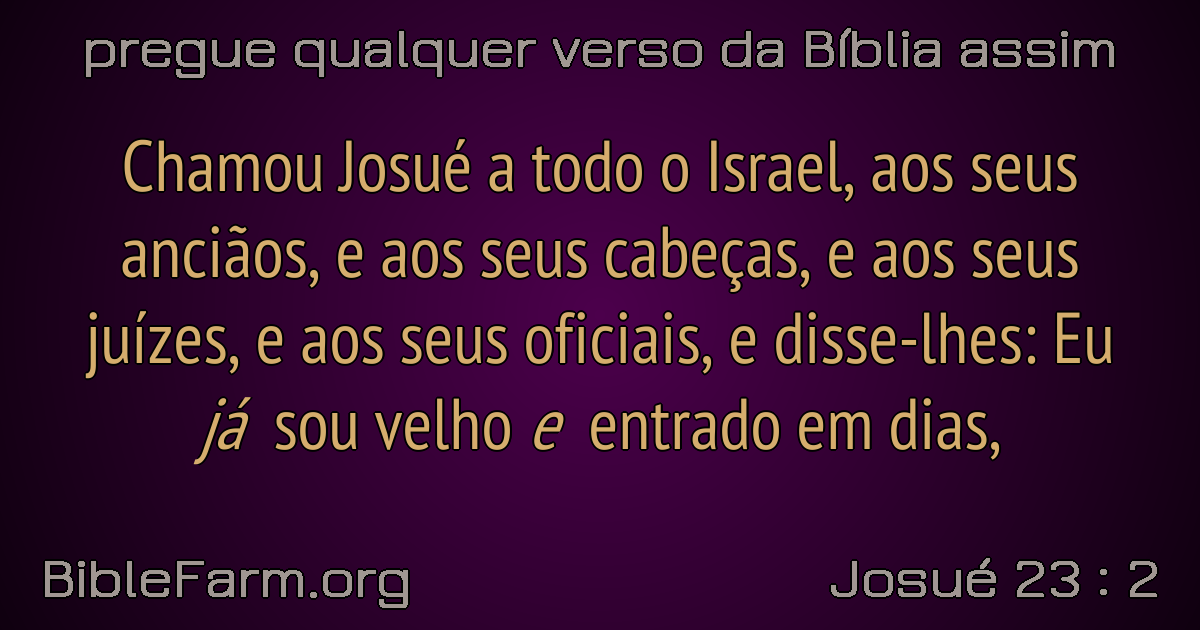 pregue qualquer verso da Bíblia assim
Chamou Josué a todo o Israel, aos seus
anciãos, e aos seus cabeças, e aos seus
juízes, e aos seus oficiais, e disse-lhes: Eu
já sou velho e entrado em dias,
BibleFarm.org
Josué 23 : 2